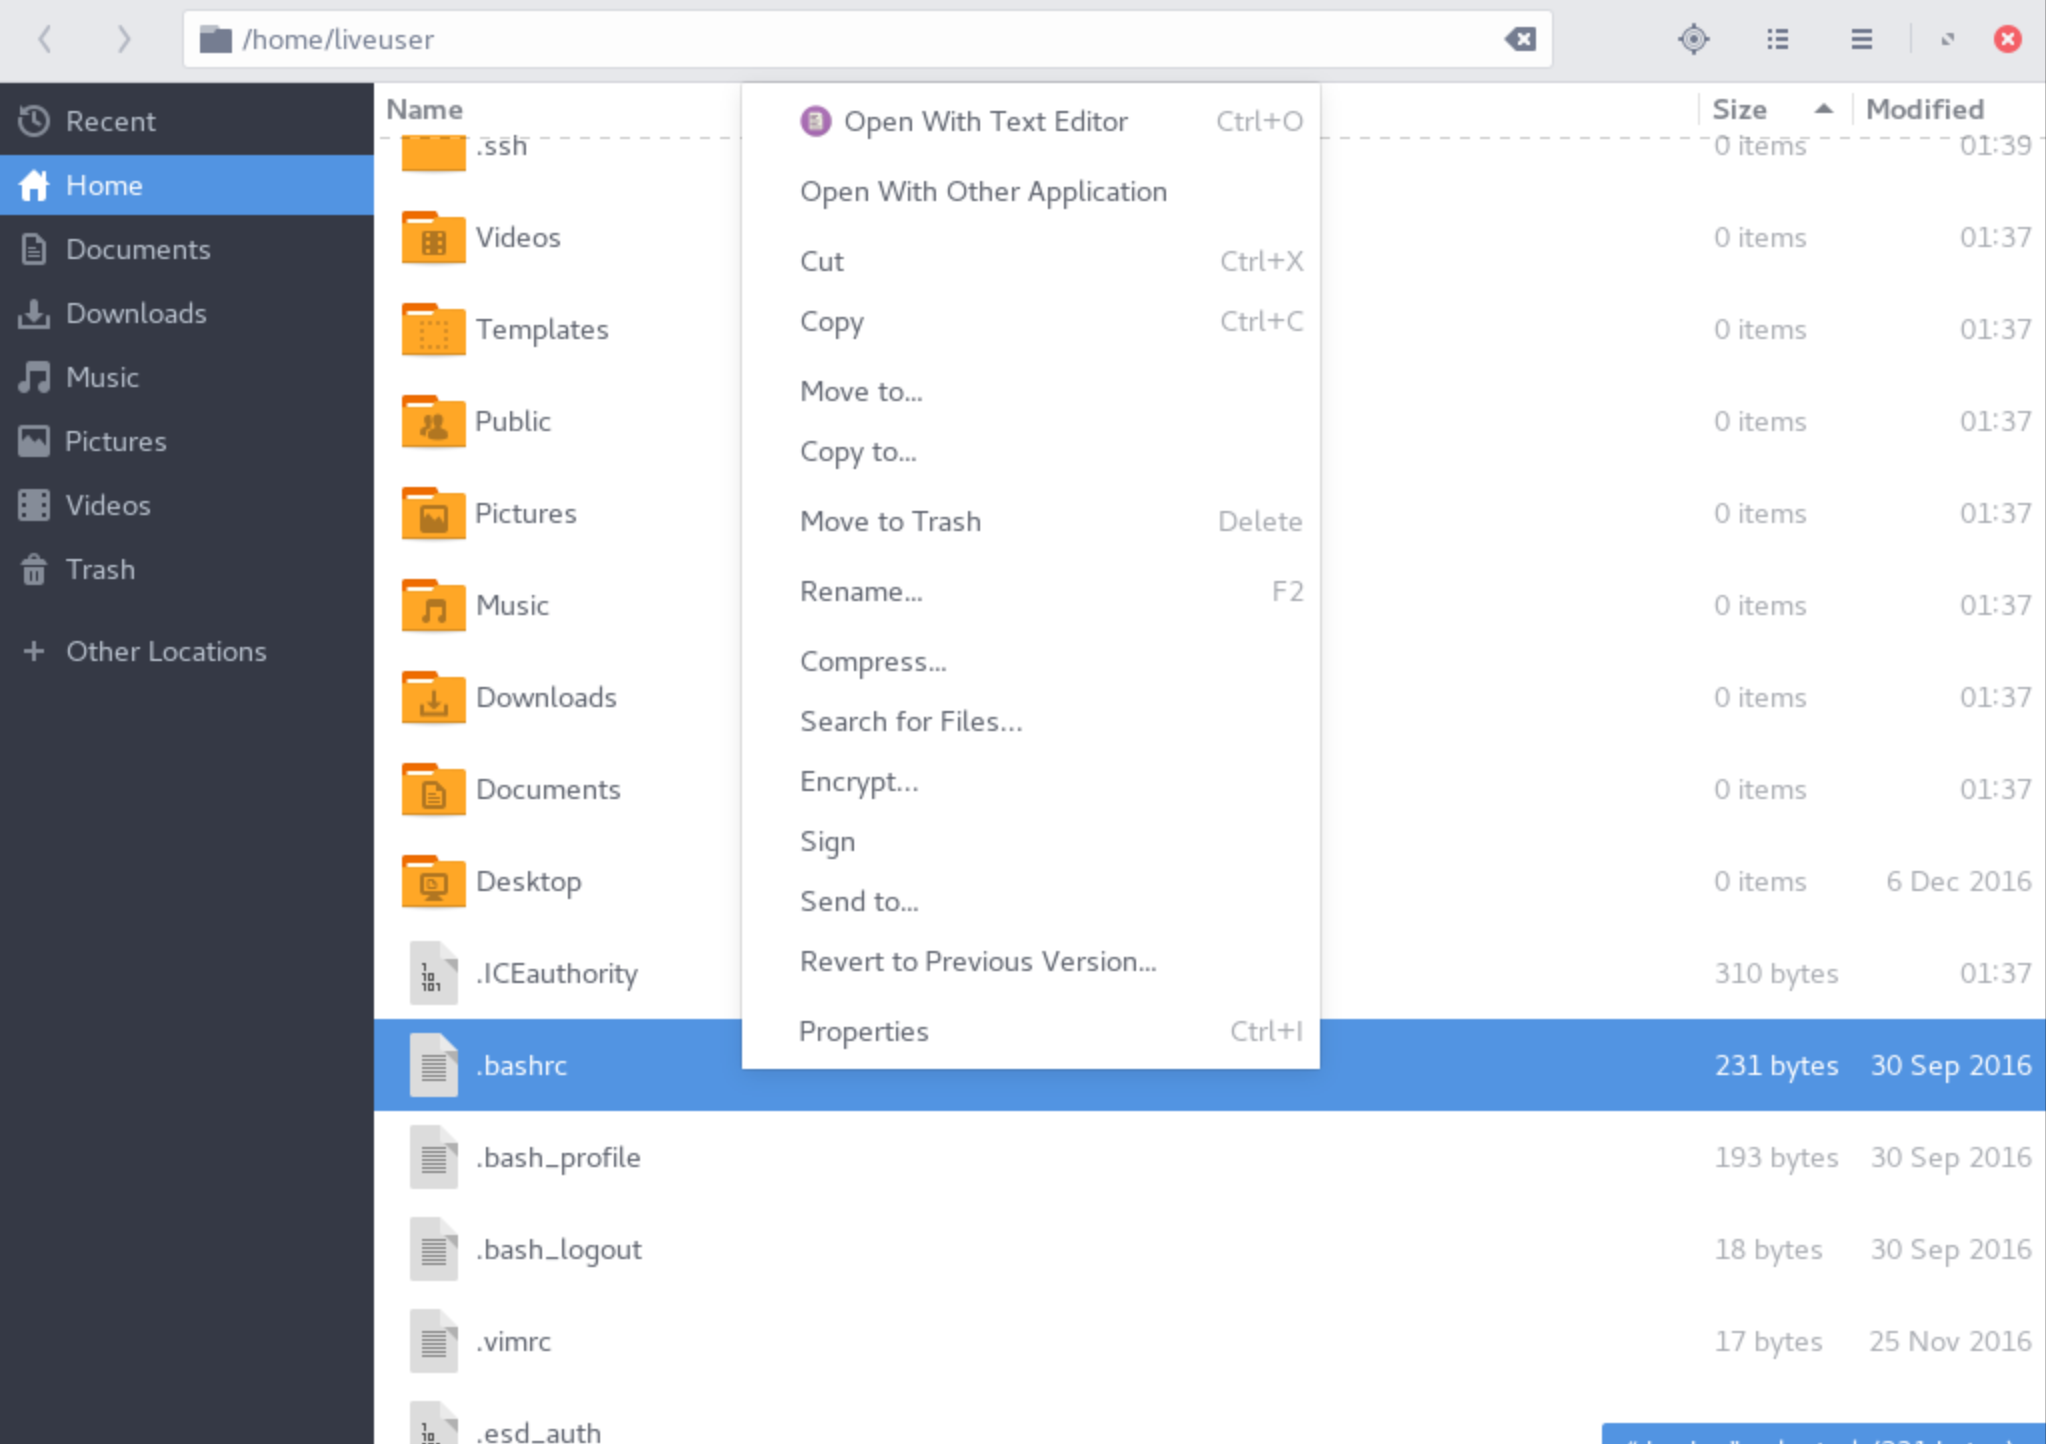 /home/liveuser
Recent
Home
Documents
Downloads
Music
Pictures
Videos
Trash
Other Locations
Name Size Modified
.ssh 0 items 01:39
Videos 0 items 01:37
Templates 0 items 01:37
Public 0 items 01:37
Pictures 0 items 01:37
Music 0 items 01:37
Downloads 0 items 01:37
Documents 0 items 01:37
Desktop 0 items 6 Dec 2016
.ICEauthority 310 bytes 01:37
.bashrc 231 bytes 30 Sep 2016
.bash_profile 193 bytes 30 Sep 2016
.bash_logout 18 bytes 30 Sep 2016
.vimrc 17 bytes 25 Nov 2016
.esd_auth
Open With Text Editor Ctrl+O
Open With Other Application
Cut Ctrl+X
Copy Ctrl+C
Move to...
Copy to...
Move to Trash Delete
Rename... F2
Compress...
Search for Files...
Encrypt...
Sign
Send to...
Revert to Previous Version...
Properties Ctrl+I